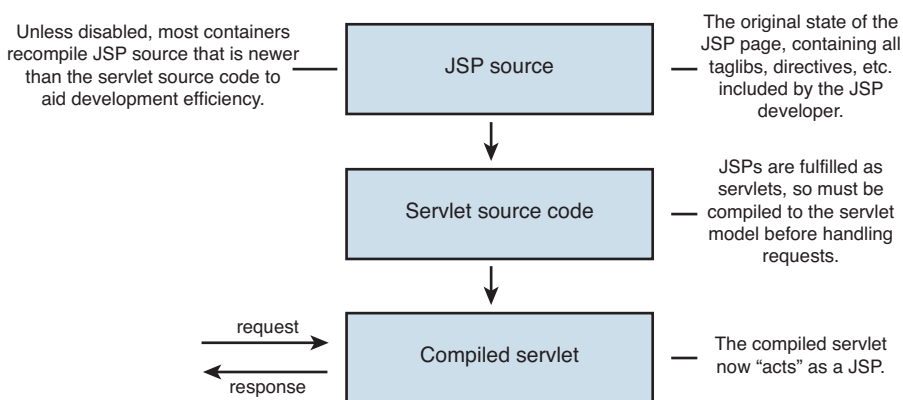 Unless disabled, most containers
recompile JSP source that is newer
than the servlet source code to
aid development efficiency.
JSP source
The original state of the
JSP page, containing all
taglibs, directives, etc.
included by the JSP
developer.
Servlet source code
JSPs are fulfilled as
servlets, so must be
compiled to the servlet
model before handling
requests.
request
response
Compiled servlet
The compiled servlet
now “acts” as a JSP.